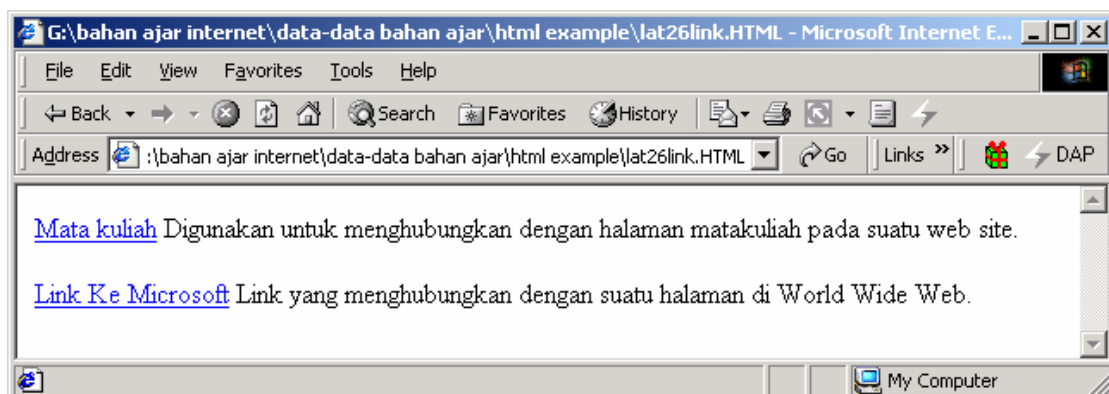 G:\bahan ajar internet\data-data bahan ajar\html example\lat26link.HTML - Microsoft Internet E...
File Edit View Favorites Tools Help
Back Search Favorites History
Address :\bahan ajar internet\data-data bahan ajar\html example\lat26link.HTML Go Links » DAP
Mata kuliah Digunakan untuk menghubungkan dengan halaman matakuliah pada suatu web site.
Link Ke Microsoft Link yang menghubungkan dengan suatu halaman di World Wide Web.
My Computer